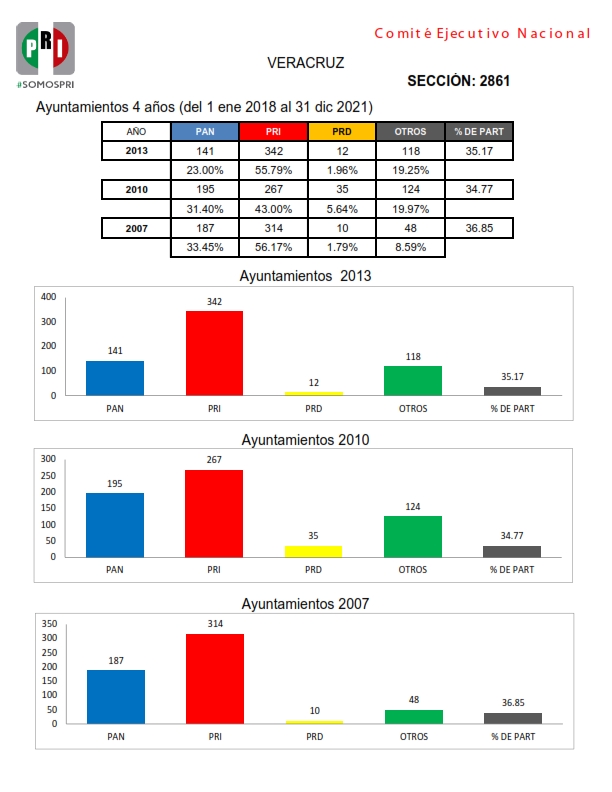 Comité Ejecutivo Nacional
PRI
#SOMOSPRI
VERACRUZ
SECCIÓN: 2861
Ayuntamientos 4 años (del 1 ene 2018 al 31 dic 2021)
AÑO PAN PRI PRD OTROS % DE PART
2013 141 342 12 118 35.17
23.00% 55.79% 1.96% 19.25%
2010 195 267 35 124 34.77
31.40% 43.00% 5.64% 19.97%
2007 187 314 10 48 36.85
33.45% 56.17% 1.79% 8.59%
Ayuntamientos 2013
400
300
200
100
0
141 342 12 118 35.17
PAN PRI PRD OTROS % DE PART
Ayuntamientos 2010
300
250
200
150
100
50
0
195 267 35 124 34.77
PAN PRI PRD OTROS % DE PART
Ayuntamientos 2007
350
300
250
200
150
100
50
0
187 314 10 48 36.85
PAN PRI PRD OTROS % DE PART